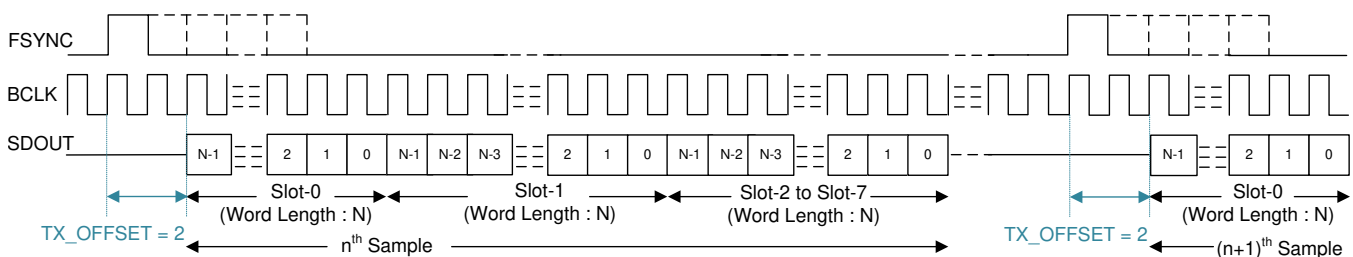 FSYNC
BCLK
SDOUT
N-1 2 1 0 N-1 N-2 N-3 2 1 0 N-1 N-2 N-3 2 1 0 N-1 2 1 0
Slot-0 Slot-1 Slot-2 to Slot-7 Slot-0
(Word Length : N) (Word Length : N) (Word Length : N) (Word Length : N)
TX_OFFSET = 2 TX_OFFSET = 2
nth Sample (n+1)th Sample